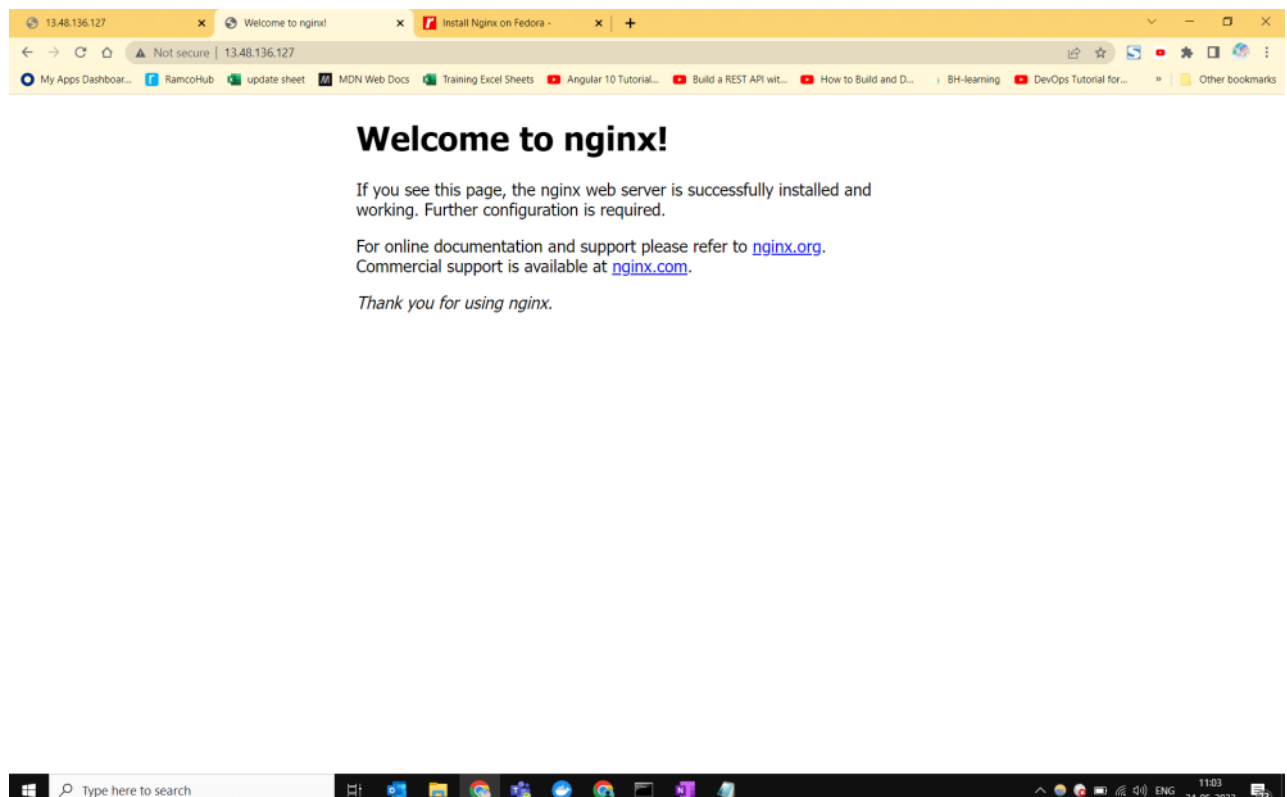 13.48.136.127
Welcome to nginx!
Install Nginx on Fedora -
Not secure | 13.48.136.127
My Apps Dashboar...
RamcoHub
update sheet
MDN Web Docs
Training Excel Sheets
Angular 10 Tutorial...
Build a REST API wit...
How to Build and D...
BH-learning
DevOps Tutorial for...
»
Other bookmarks
Welcome to nginx!
If you see this page, the nginx web server is successfully installed and
working. Further configuration is required.
For online documentation and support please refer to nginx.org.
Commercial support is available at nginx.com.
Thank you for using nginx.
Type here to search
ENG
11:03